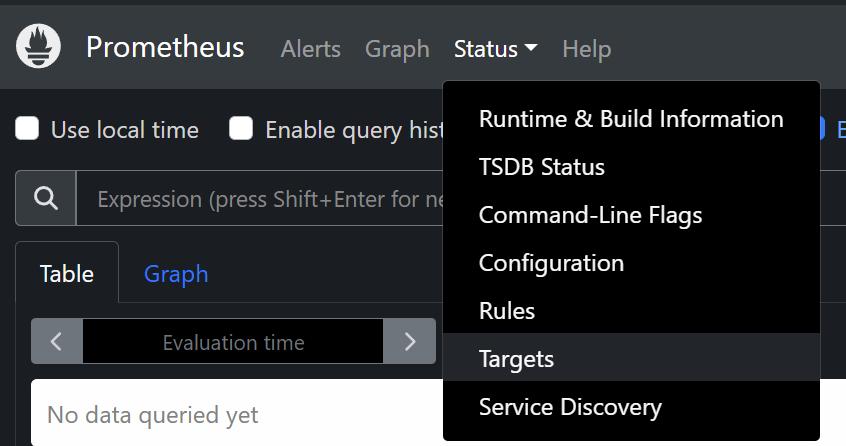 Prometheus Alerts Graph Status Help
Use local time Enable query hist
Expression (press Shift+Enter for ne
Table Graph
Evaluation time
No data queried yet
Runtime & Build Information
TSDB Status
Command-Line Flags
Configuration
Rules
Targets
Service Discovery